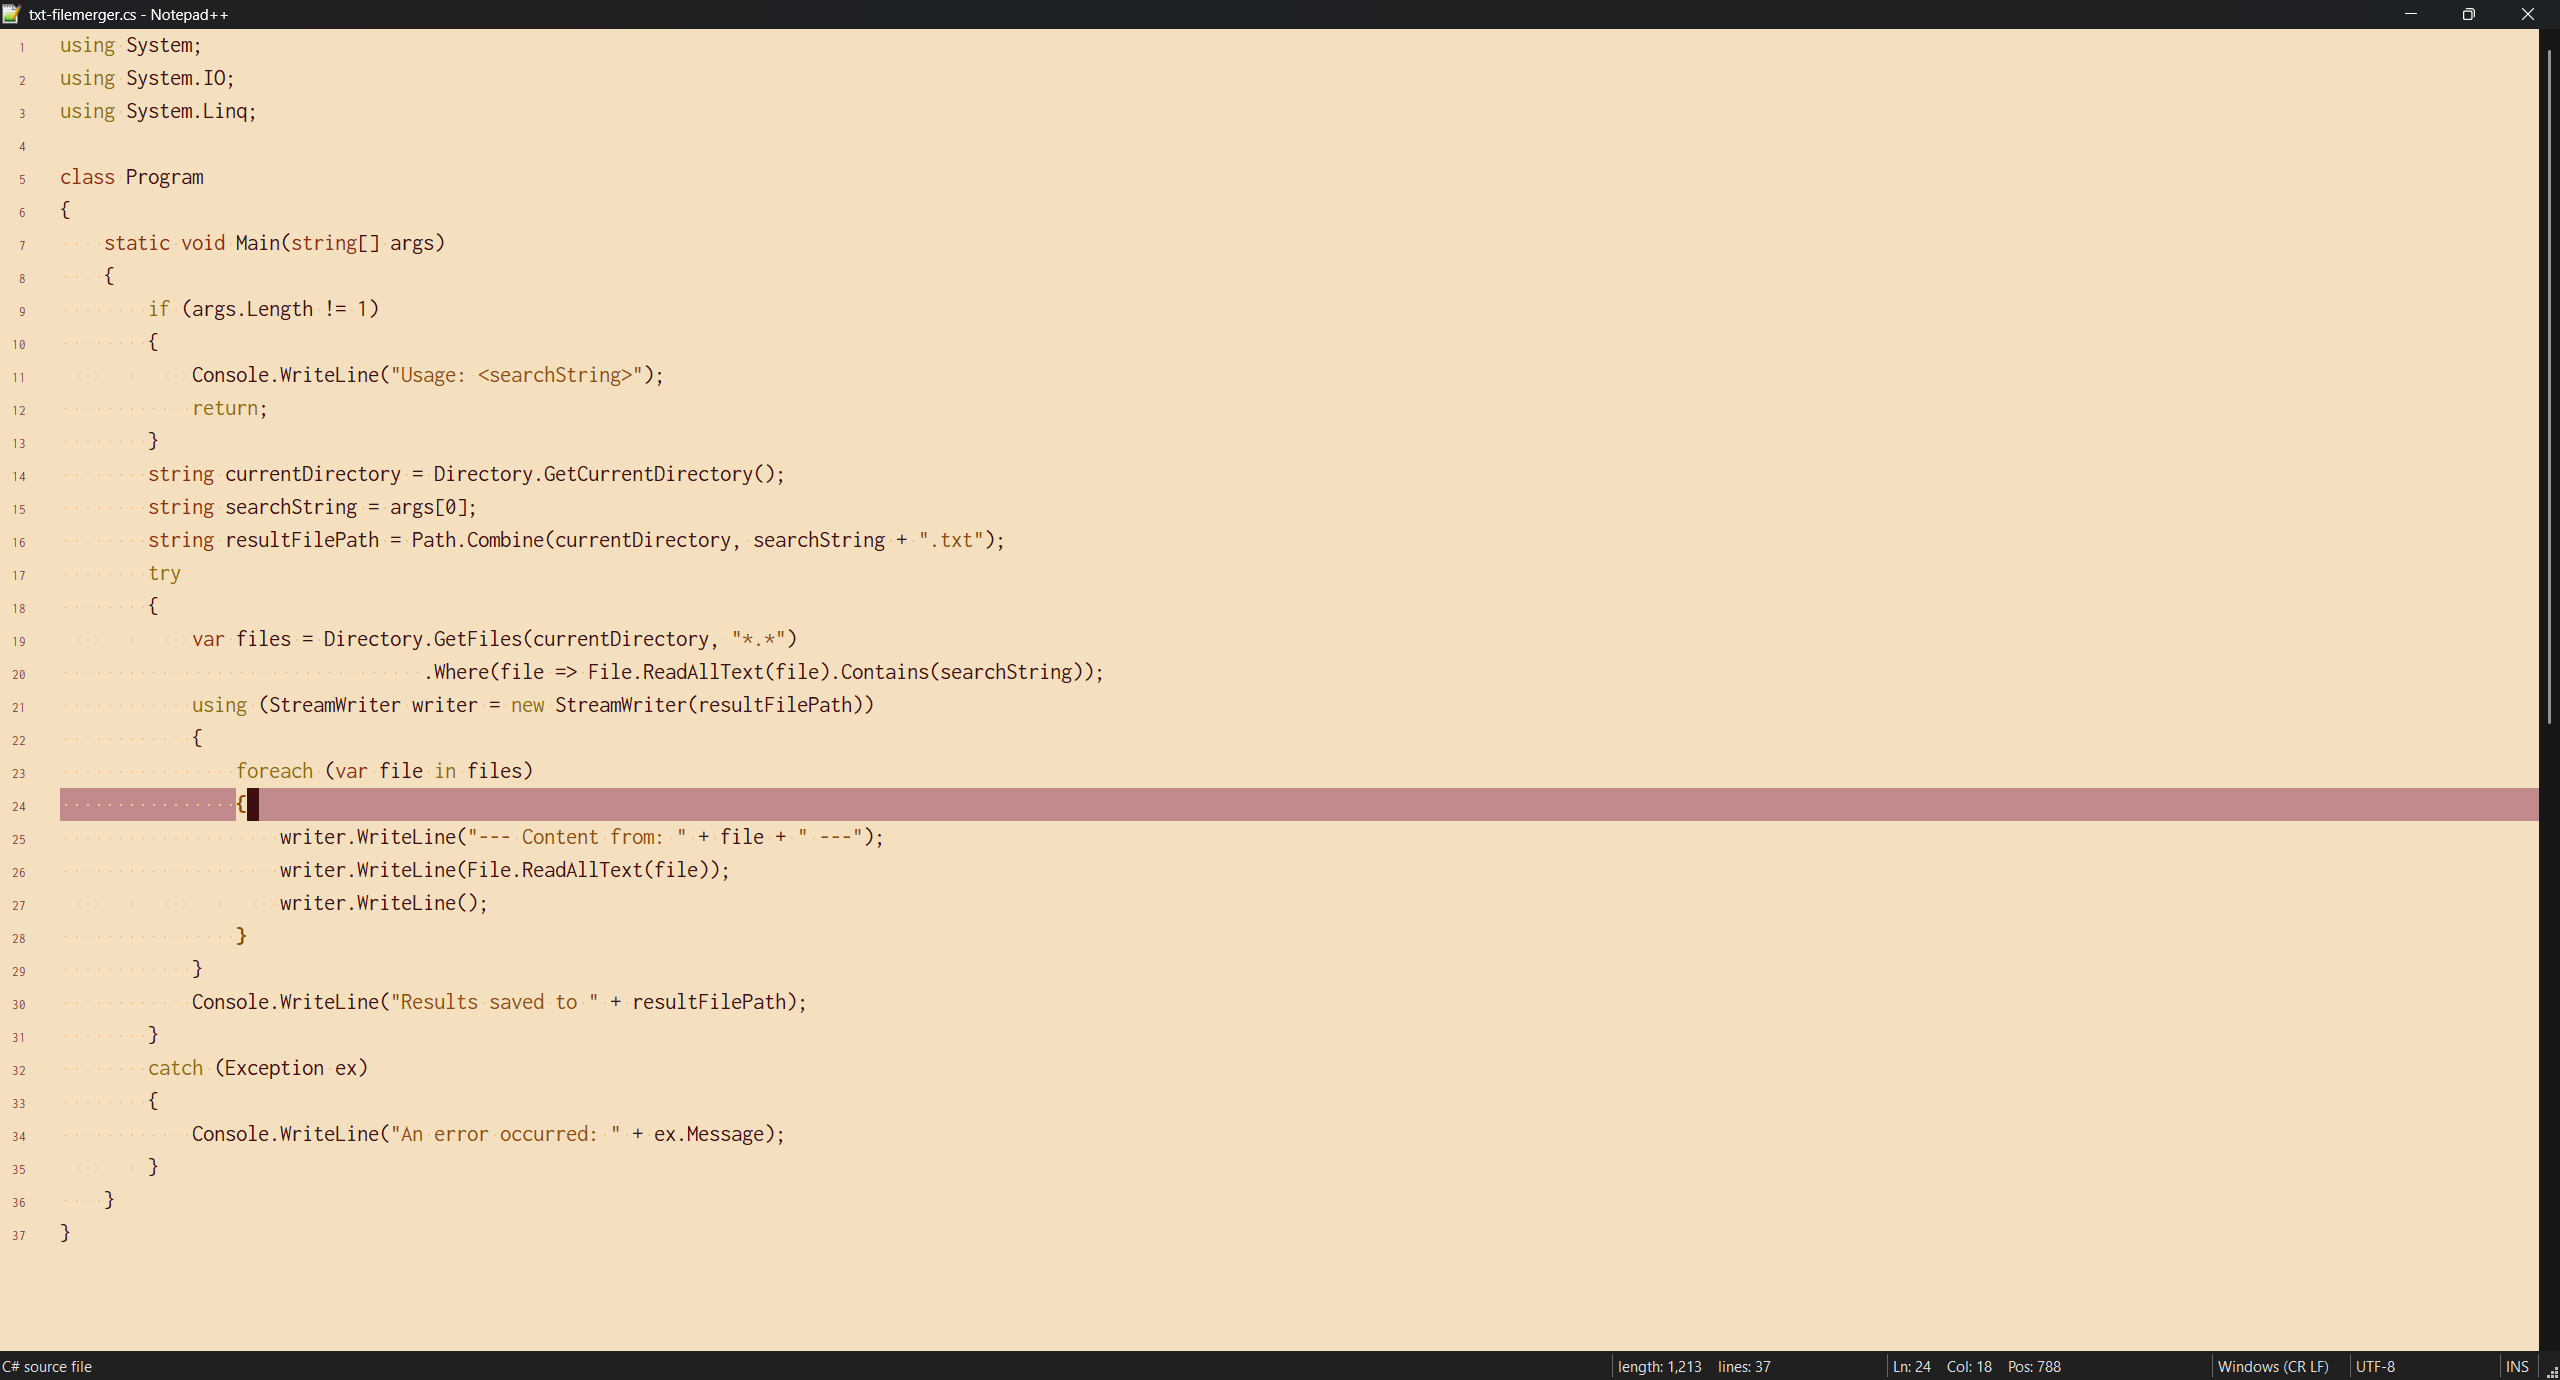 txt-filemerger.cs - Notepad++
1 using System;
2 using System.IO;
3 using System.Linq;
4
5 class Program
6 {
7     static void Main(string[] args)
8     {
9         if (args.Length != 1)
10         {
11             Console.WriteLine("Usage: <searchString>");
12             return;
13         }
14         string currentDirectory = Directory.GetCurrentDirectory();
15         string searchString = args[0];
16         string resultFilePath = Path.Combine(currentDirectory, searchString + ".txt");
17         try
18         {
19             var files = Directory.GetFiles(currentDirectory, "*.*")
20                                  .Where(file => File.ReadAllText(file).Contains(searchString));
21             using (StreamWriter writer = new StreamWriter(resultFilePath))
22             {
23                 foreach (var file in files)
24                 {
25                     writer.WriteLine("--- Content from: " + file + " ---");
26                     writer.WriteLine(File.ReadAllText(file));
27                     writer.WriteLine();
28                 }
29             }
30             Console.WriteLine("Results saved to " + resultFilePath);
31         }
32         catch (Exception ex)
33         {
34             Console.WriteLine("An error occurred: " + ex.Message);
35         }
36     }
37 }
C# source file length: 1,213 lines: 37 Ln: 24 Col: 18 Pos: 788 Windows (CR LF) UTF-8 INS